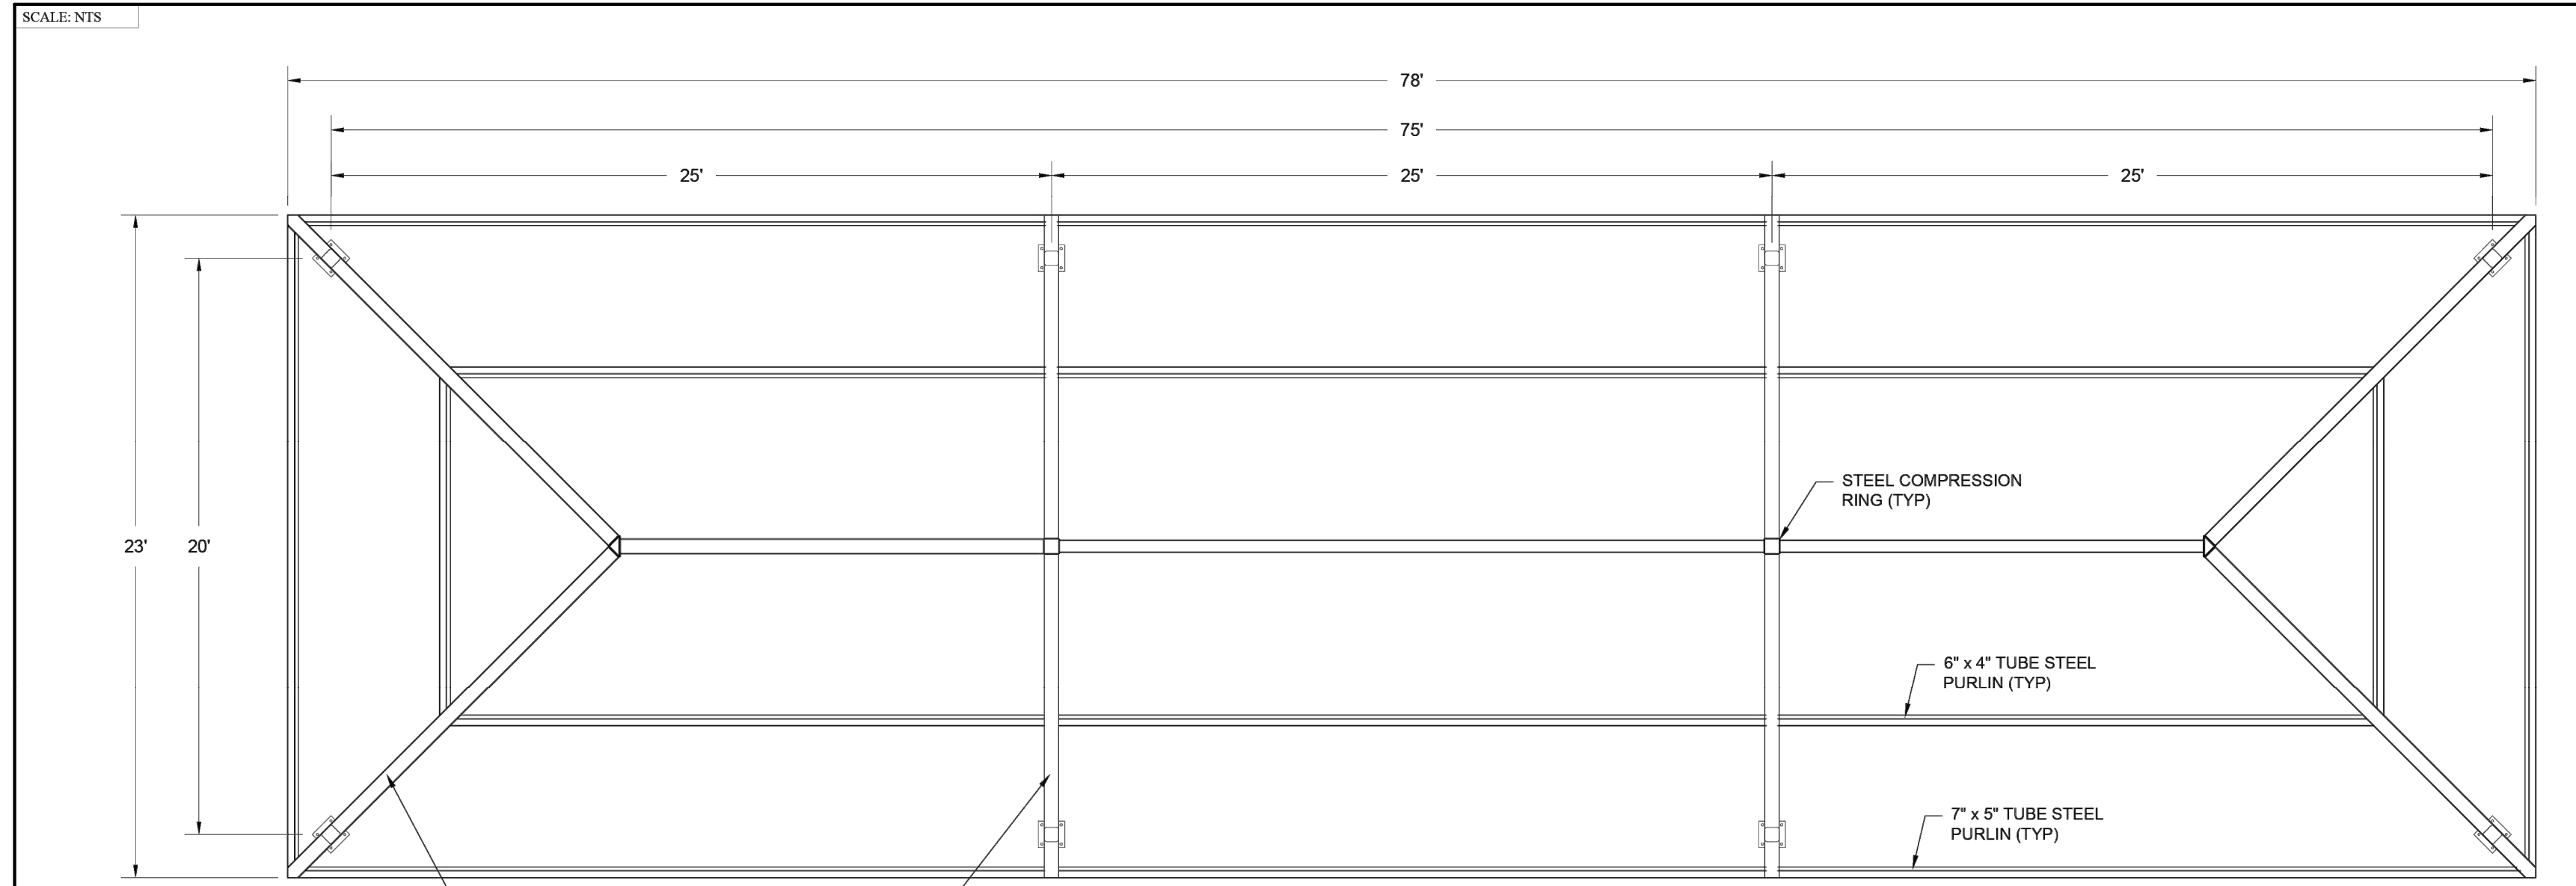 SCALE: NTS
78'
75'
25'
25'
25'
23'
20'
STEEL COMPRESSION
RING (TYP)
6" x 4" TUBE STEEL
PURLIN (TYP)
7" x 5" TUBE STEEL
PURLIN (TYP)